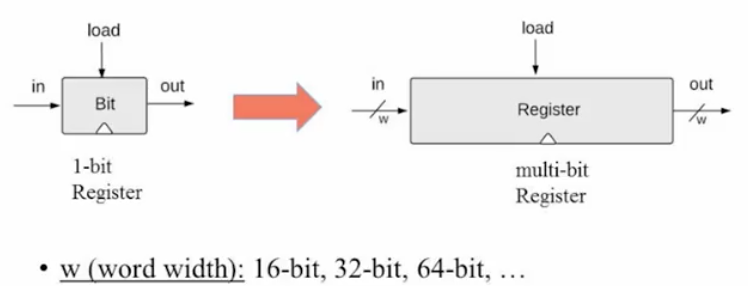 load
in
Bit
out
1-bit
Register
load
in
w
Register
out
w
multi-bit
Register
• w (word width): 16-bit, 32-bit, 64-bit, ...